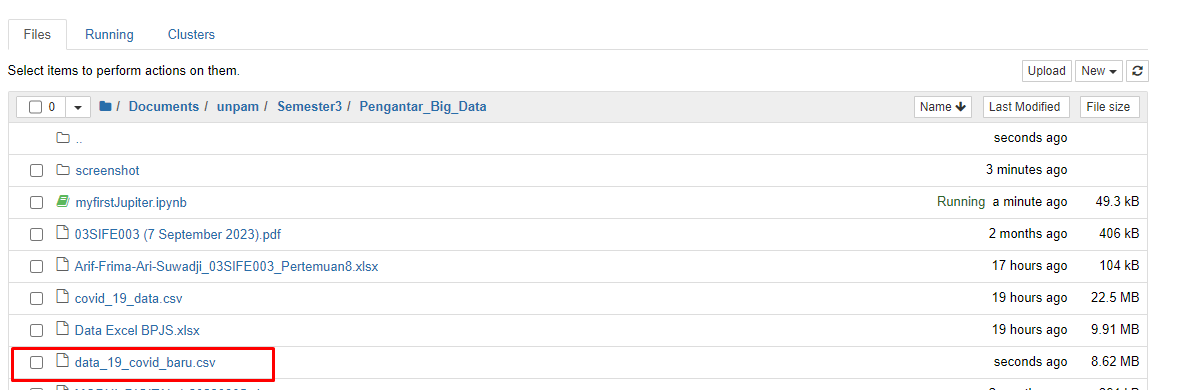 Files Running Clusters
Select items to perform actions on them. Upload New
0 / Documents / unpam / Semester3 / Pengantar_Big_Data Name Last Modified File size
.. seconds ago
screenshot 3 minutes ago
myfirstJupiter.ipynb Running a minute ago 49.3 kB
03SIFE003 (7 September 2023).pdf 2 months ago 406 kB
Arif-Frima-Ari-Suwadji_03SIFE003_Pertemuan8.xlsx 17 hours ago 104 kB
covid_19_data.csv 19 hours ago 22.5 MB
Data Excel BPJS.xlsx 19 hours ago 9.91 MB
data_19_covid_baru.csv seconds ago 8.62 MB